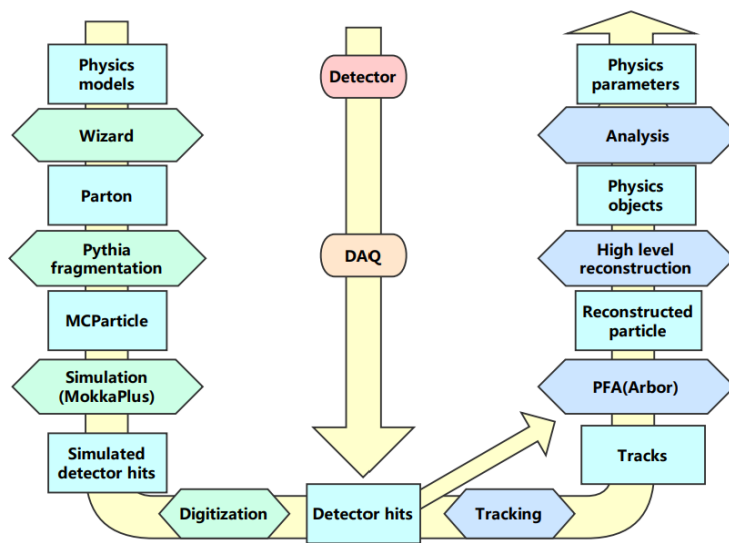 Physics
models
Wizard
Parton
Pythia
fragmentation
MCParticle
Simulation
(MokkaPlus)
Simulated
detector hits
Digitization
Detector
DAQ
Detector hits
Tracking
Tracks
PFA(Arbor)
Reconstructed
particle
High level
reconstruction
Physics
objects
Analysis
Physics
parameters